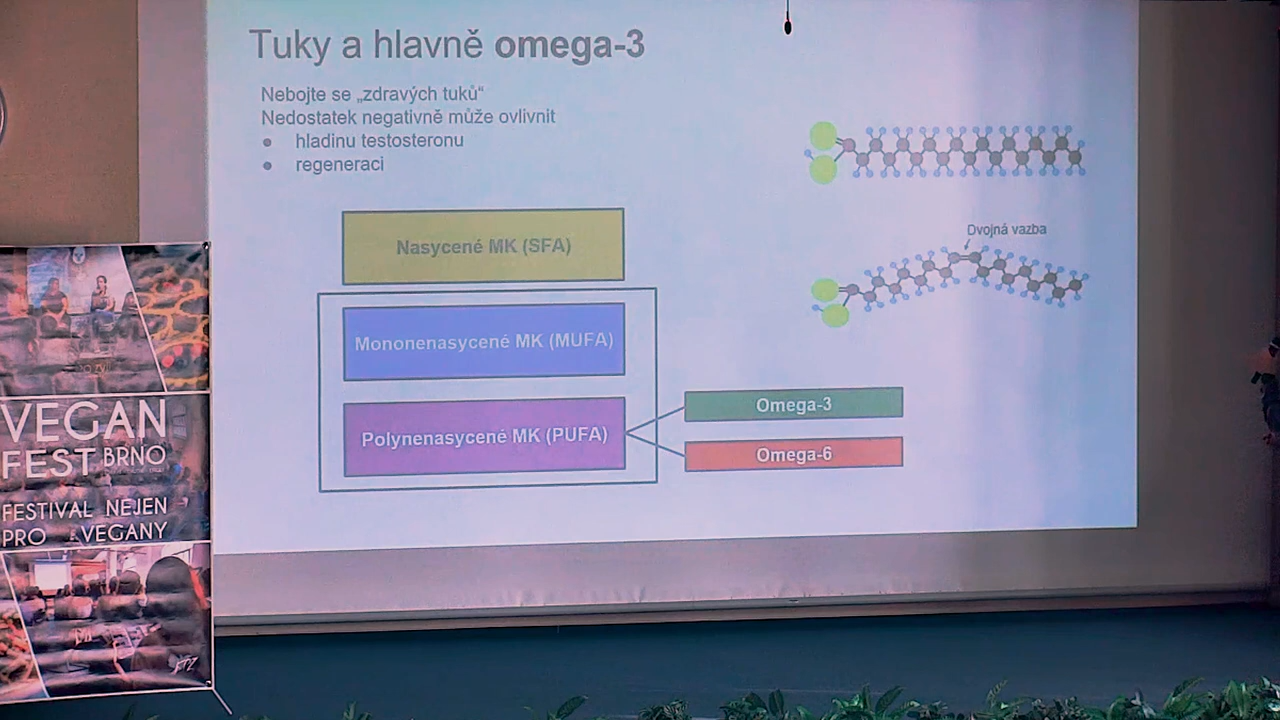 Tuky a hlavně omega-3
Nebojte se „zdravých tuků“
Nedostatek negativně může ovlivnit
hladinu testosteronu
regeneraci
Dvojná vazba
Nasycené MK (SFA)
Mononenasycené MK (MUFA)
Polynenasycené MK (PUFA)
Omega-3
Omega-6
VEGAN
FEST BRNO
FESTIVAL NEJEN
PRO VEGANY